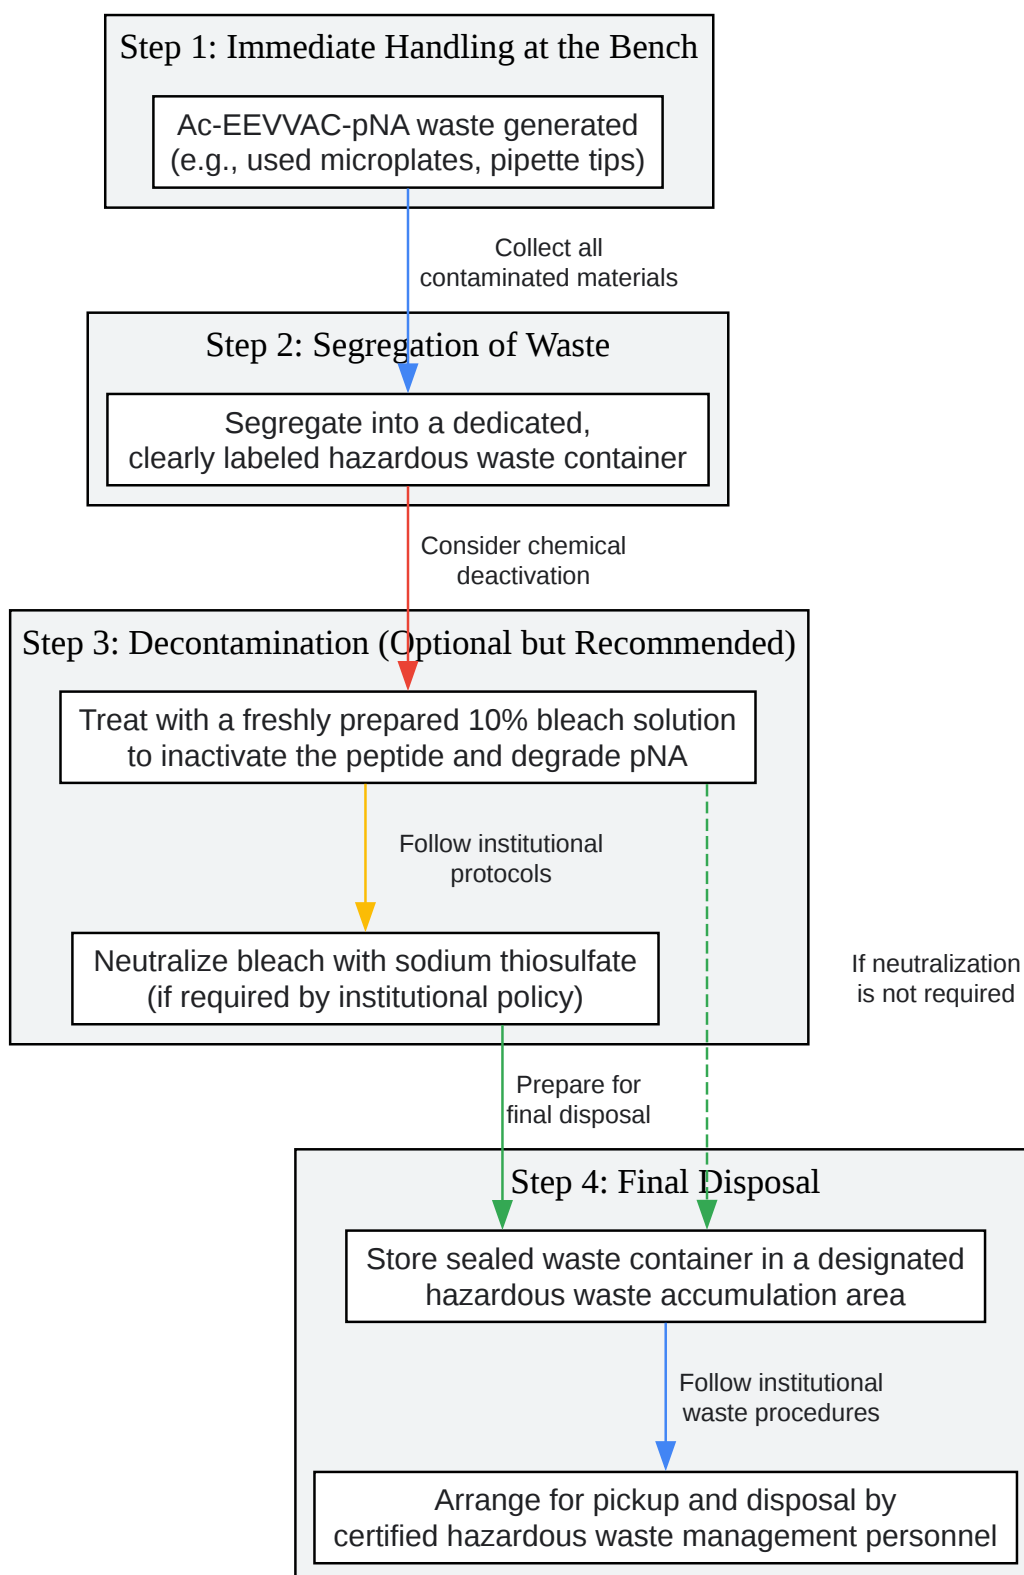 Step 1: Immediate Handling at the Bench
Ac-EEVVAC-pNA waste generated
(e.g., used microplates, pipette tips)
Collect all
contaminated materials
Step 2: Segregation of Waste
Segregate into a dedicated,
clearly labeled hazardous waste container
Consider chemical
deactivation
Step 3: Decontamination (Optional but Recommended)
Treat with a freshly prepared 10% bleach solution
to inactivate the peptide and degrade pNA
Follow institutional
protocols
Neutralize bleach with sodium thiosulfate
(if required by institutional policy)
If neutralization
is not required
Prepare for
final disposal
Step 4: Final Disposal
Store sealed waste container in a designated
hazardous waste accumulation area
Follow institutional
waste procedures
Arrange for pickup and disposal by
certified hazardous waste management personnel